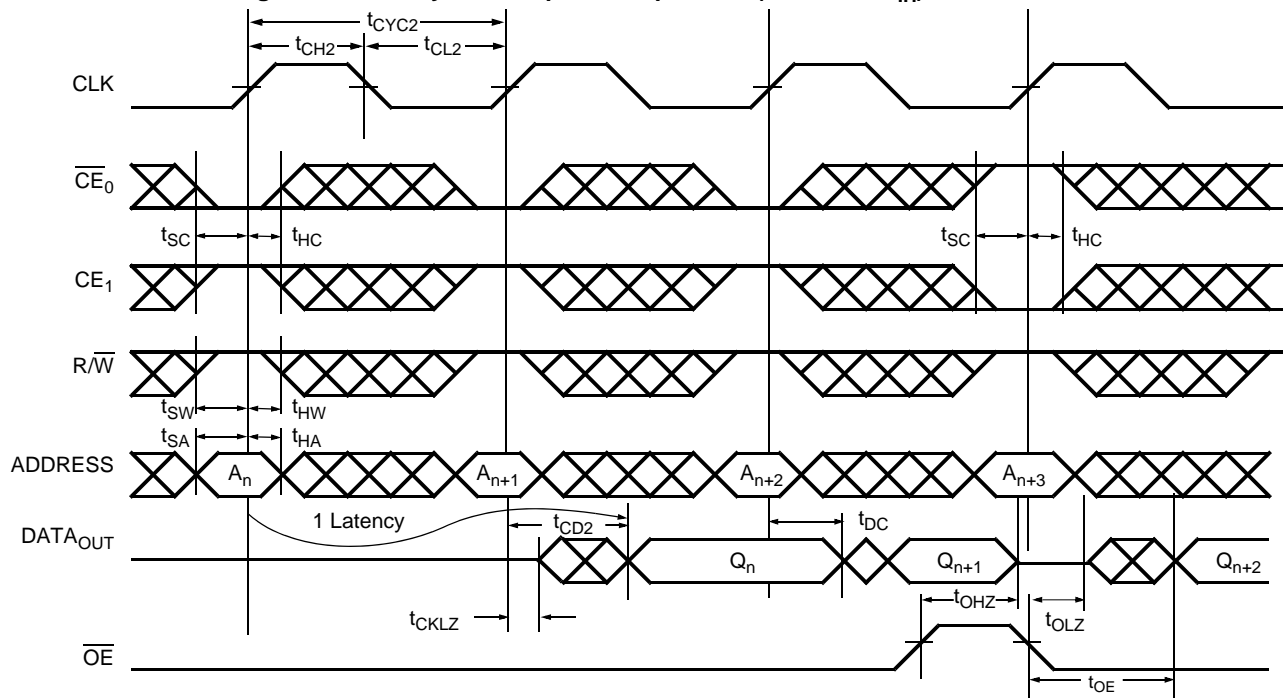 tCYC2
tCH2
tCL2
CLK
CE0
tSC
tHC
tSC
tHC
CE1
R/W
tSW
tHW
tSA
tHA
ADDRESS
An
An+1
An+2
An+3
1 Latency
tCD2
tDC
DATAOUT
Qn
Qn+1
Qn+2
tOHZ
tCKLZ
tOLZ
OE
tOE